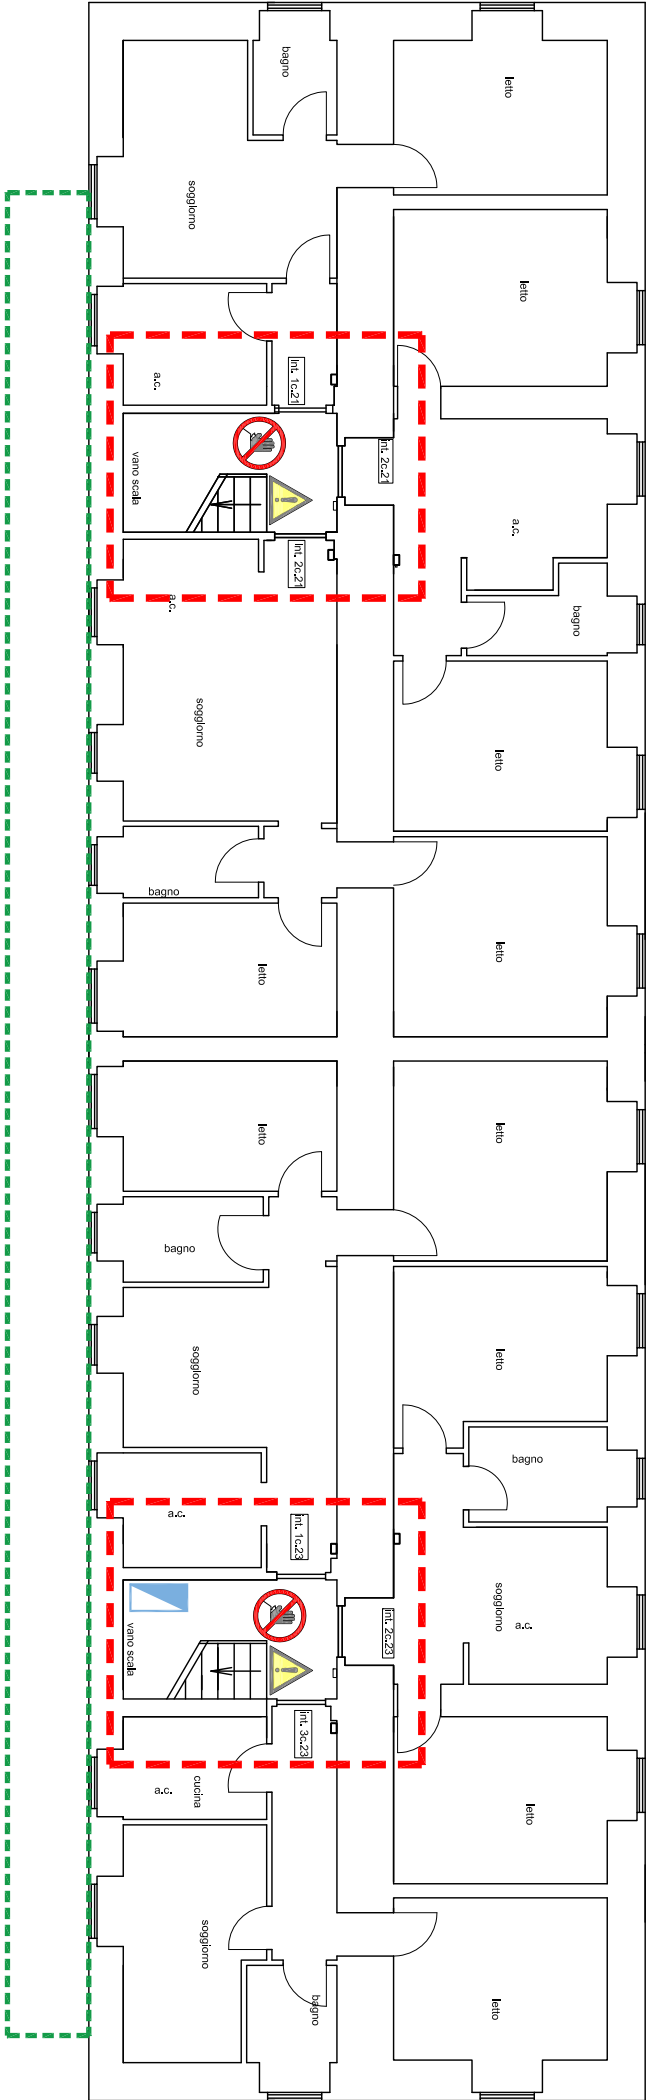 bagno
letto
soggiorno
letto
a.c.
Int. 1c.21
int. 2c.21
vano scala
a.c.
Int. 2c.21
a.c.
bagno
soggiorno
letto
bagno
letto
letto
letto
letto
bagno
soggiorno
letto
bagno
a.c.
int. 1c.23
soggiorno
a.c.
int. 2c.23
vano scala
int. 3c.23
cucina
a.c.
letto
soggiorno
bagno
letto